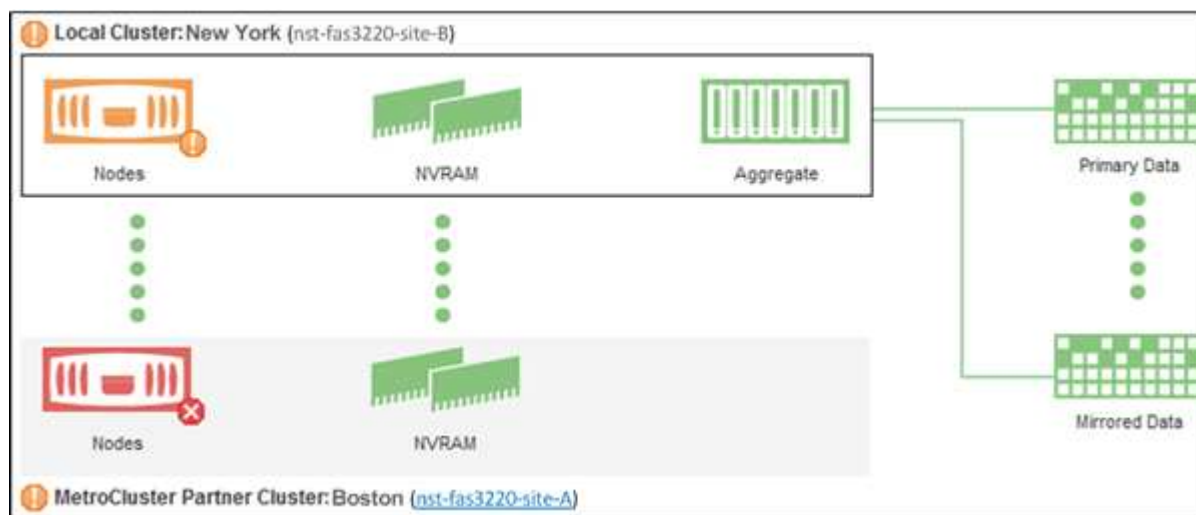 Local Cluster: New York (nst-fas3220-site-B)
Nodes
NVRAM
Aggregate
Primary Data
Nodes
NVRAM
Mirrored Data
MetroCluster Partner Cluster: Boston (nst-fas3220-site-A)